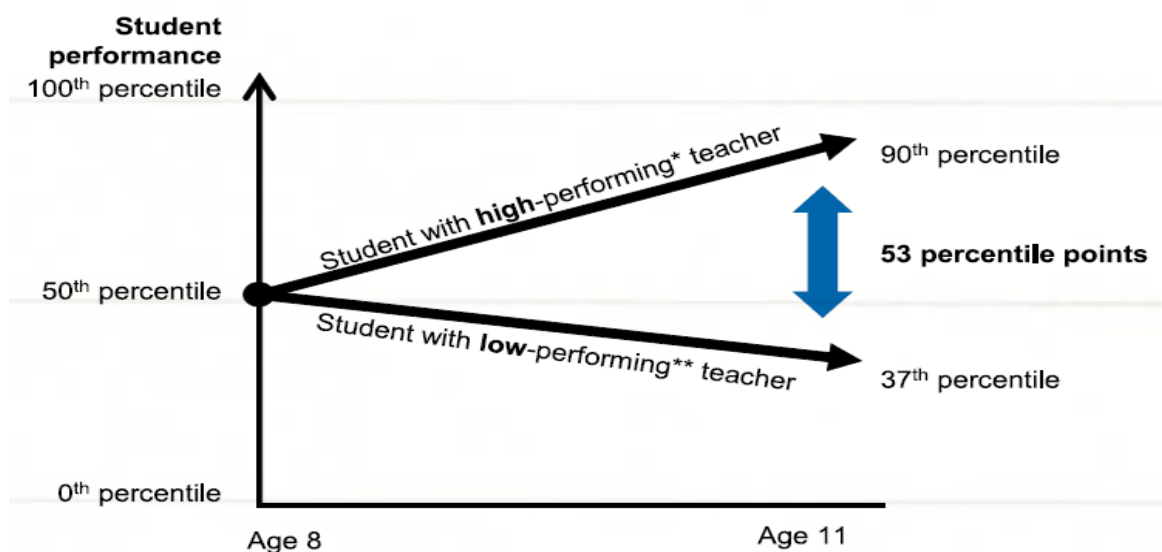 Student
performance
100th percentile
Student with high-performing* teacher
90th percentile
53 percentile points
50th percentile
Student with low-performing** teacher
37th percentile
0th percentile
Age 8
Age 11